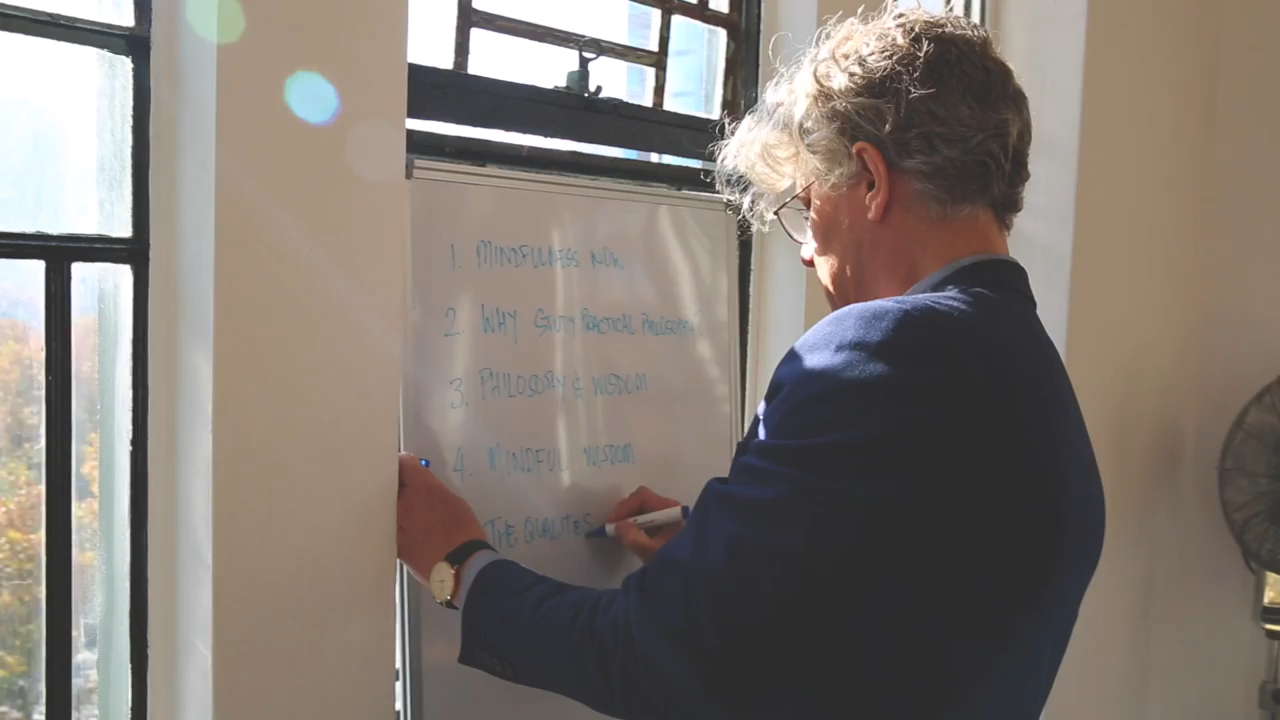 1. MINDFULNESS NOW
2. WHY STUDY PRACTICAL PHILOSOPHY
3. PHILOSOPHY & WISDOM
4. MINDFUL WISDOM
THE QUALITIES